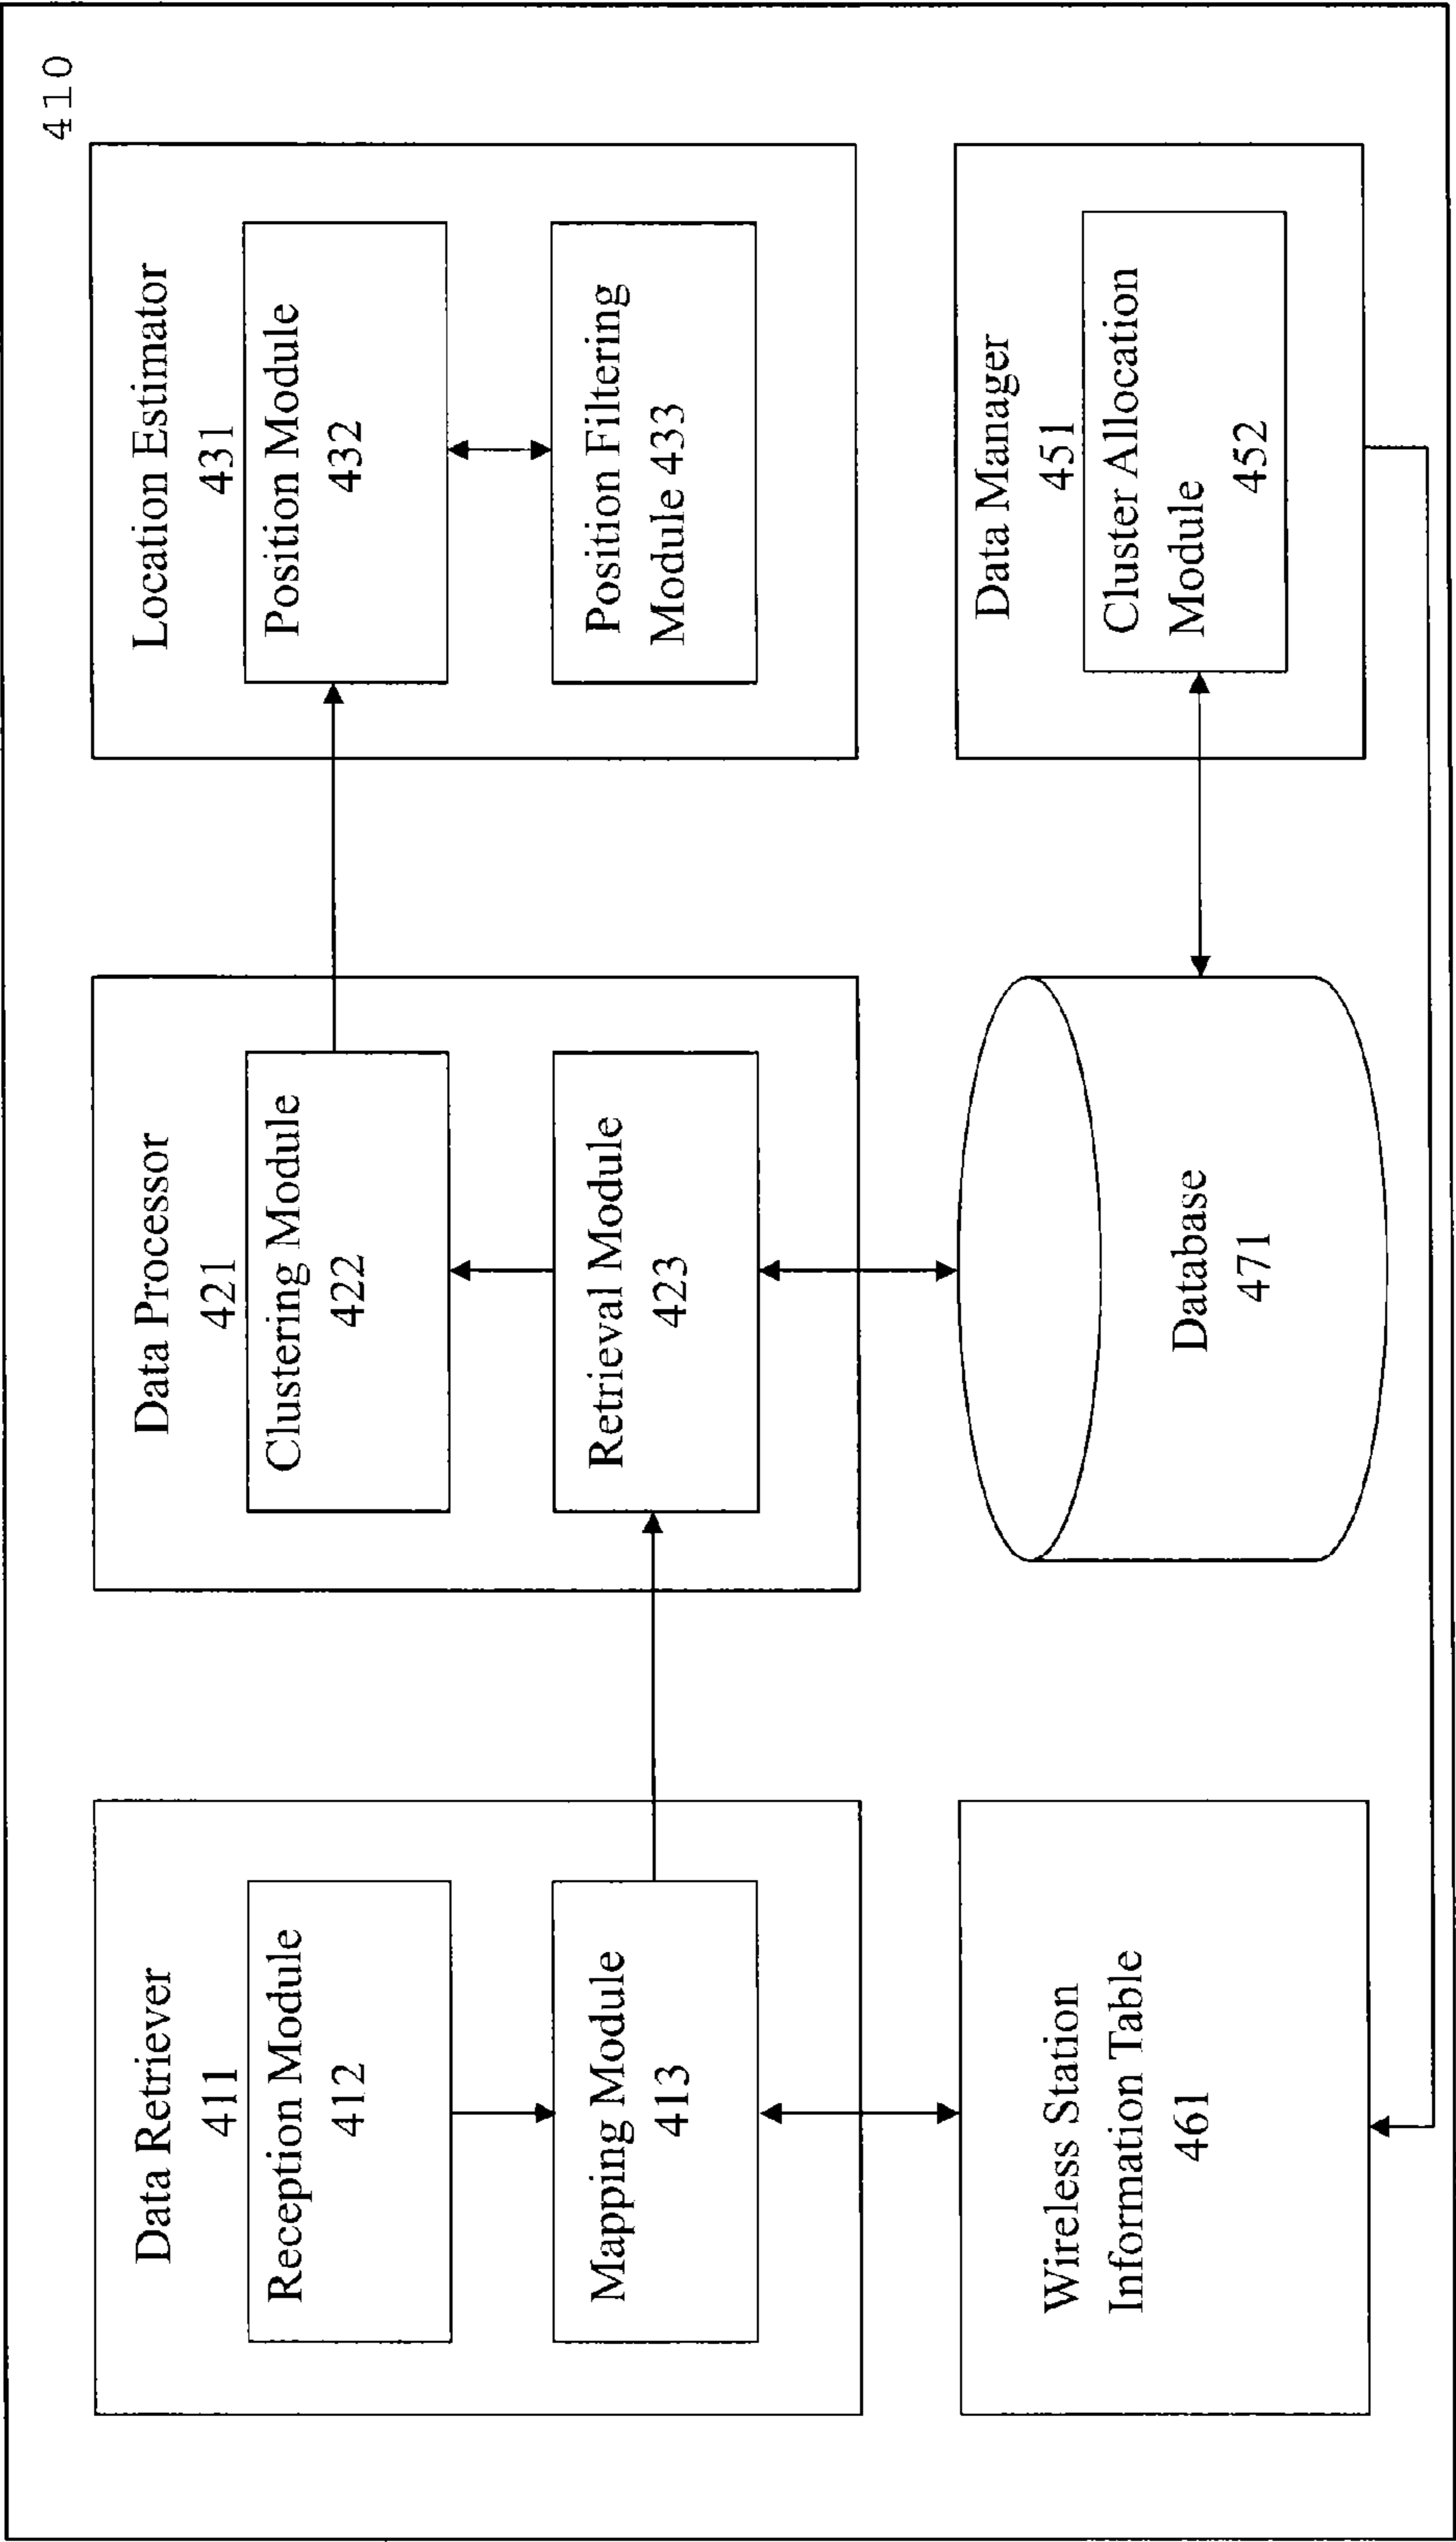 410
Data Retriever
411
Reception Module
412
Mapping Module
413
Data Processor
421
Clustering Module
422
Retrieval Module
423
Location Estimator
431
Position Module
432
Position Filtering
Module 433
Wireless Station
Information Table
461
Database
471
Data Manager
451
Cluster Allocation
Module
452